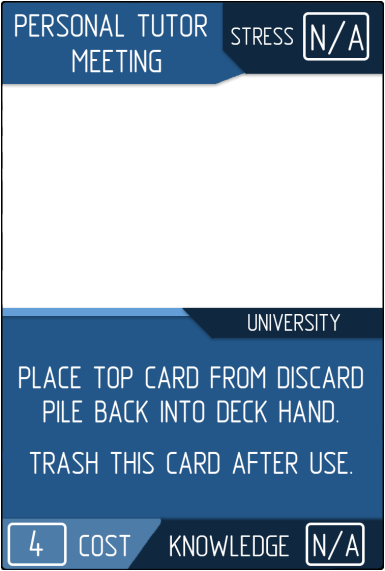 PERSONAL TUTOR
MEETING
STRESS N/A
UNIVERSITY
PLACE TOP CARD FROM DISCARD
PILE BACK INTO DECK HAND.
TRASH THIS CARD AFTER USE.
4 COST KNOWLEDGE N/A